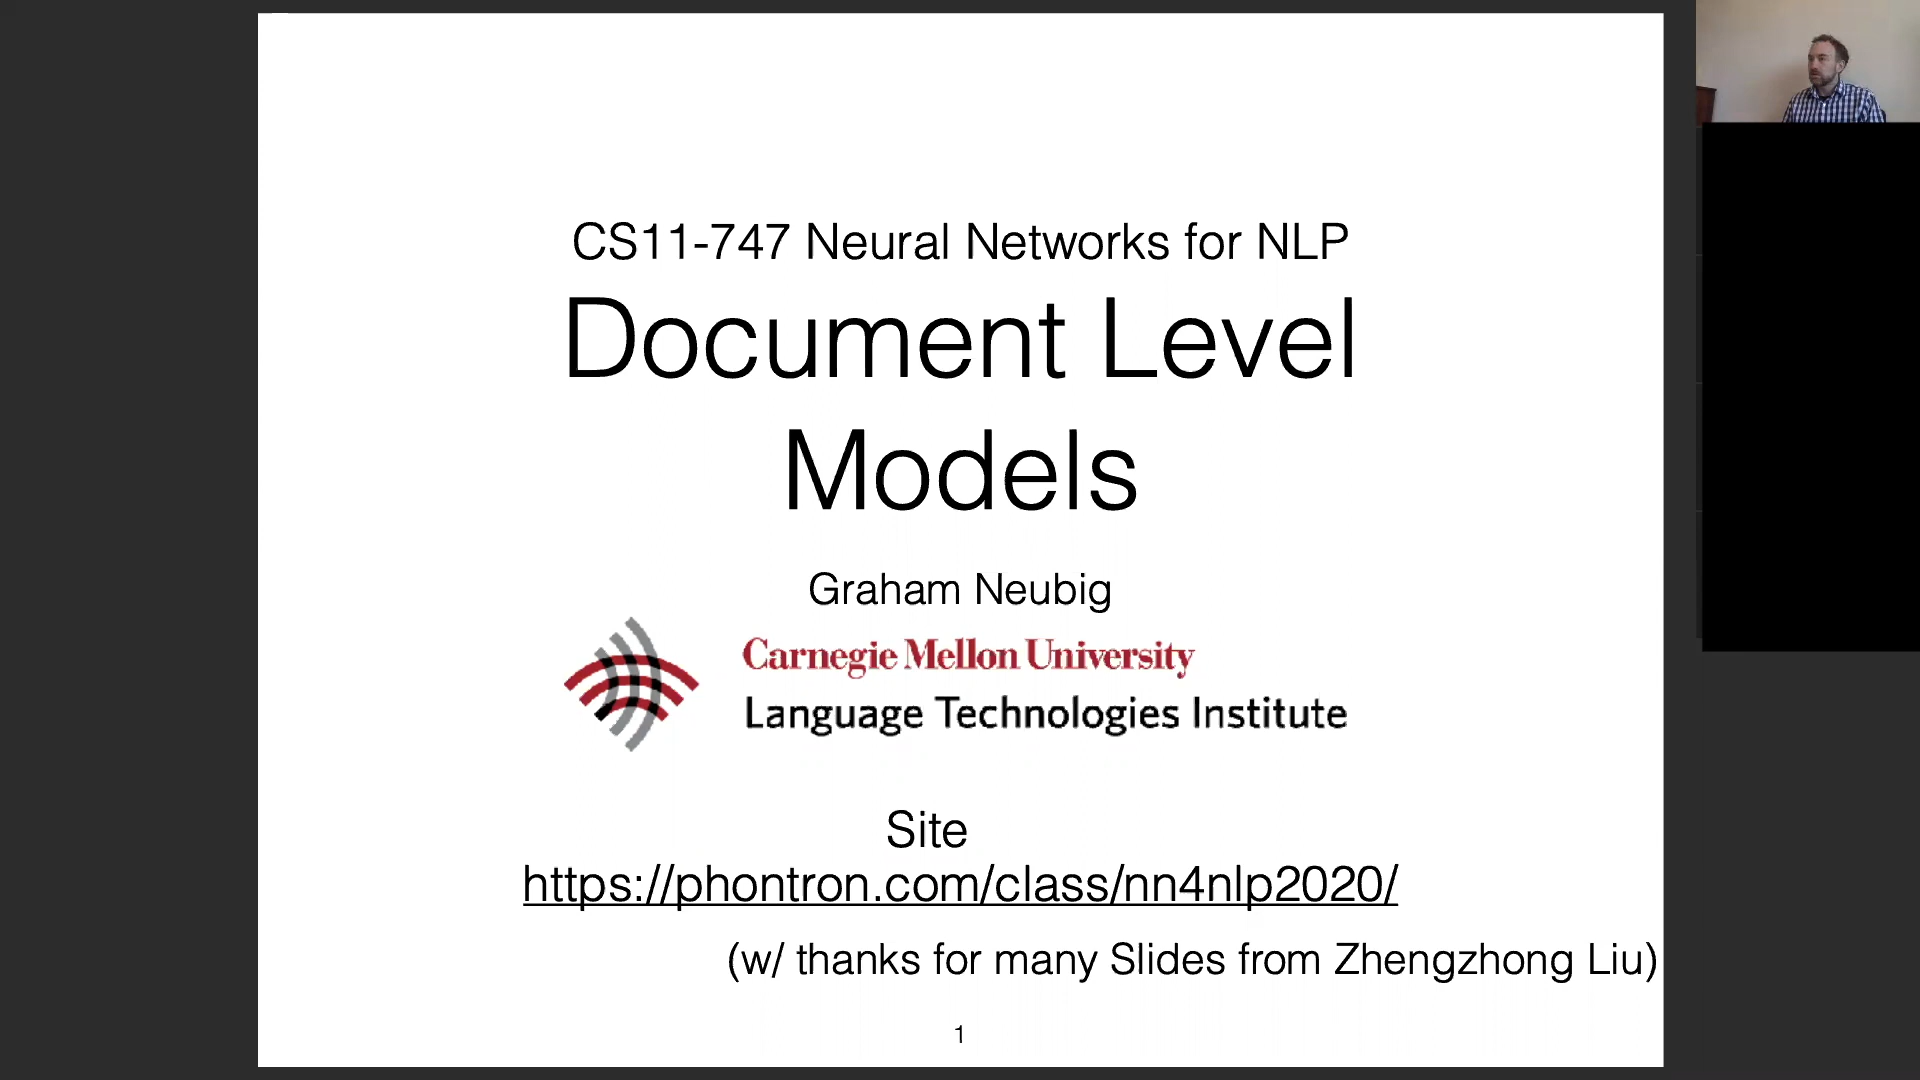 CS11-747 Neural Networks for NLP
Document Level
Models
Graham Neubig
Carnegie Mellon University
Language Technologies Institute
Site
https://phontron.com/class/nn4nlp2020/
(w/ thanks for many Slides from Zhengzhong Liu)
1